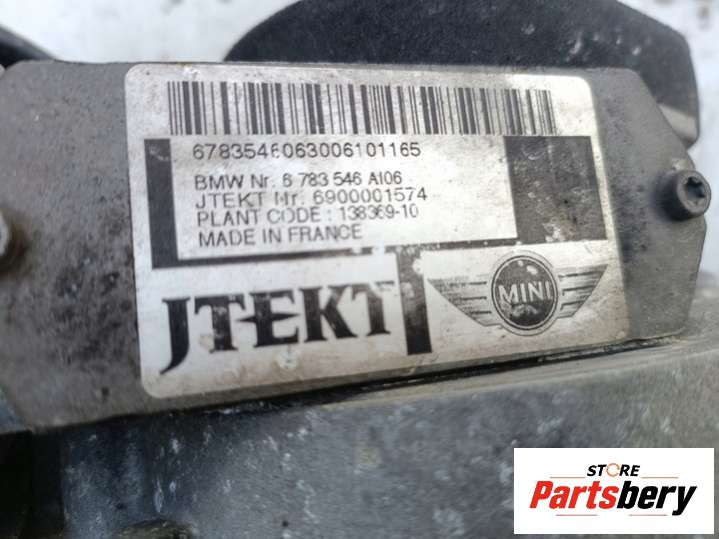 6783546063006101165
BMW Nr. 6 783 546 AI06
JTEKT Nr. 6900001574
PLANT CODE : 138369-10
MADE IN FRANCE
JTEKT
MINI
STORE
Partsbery